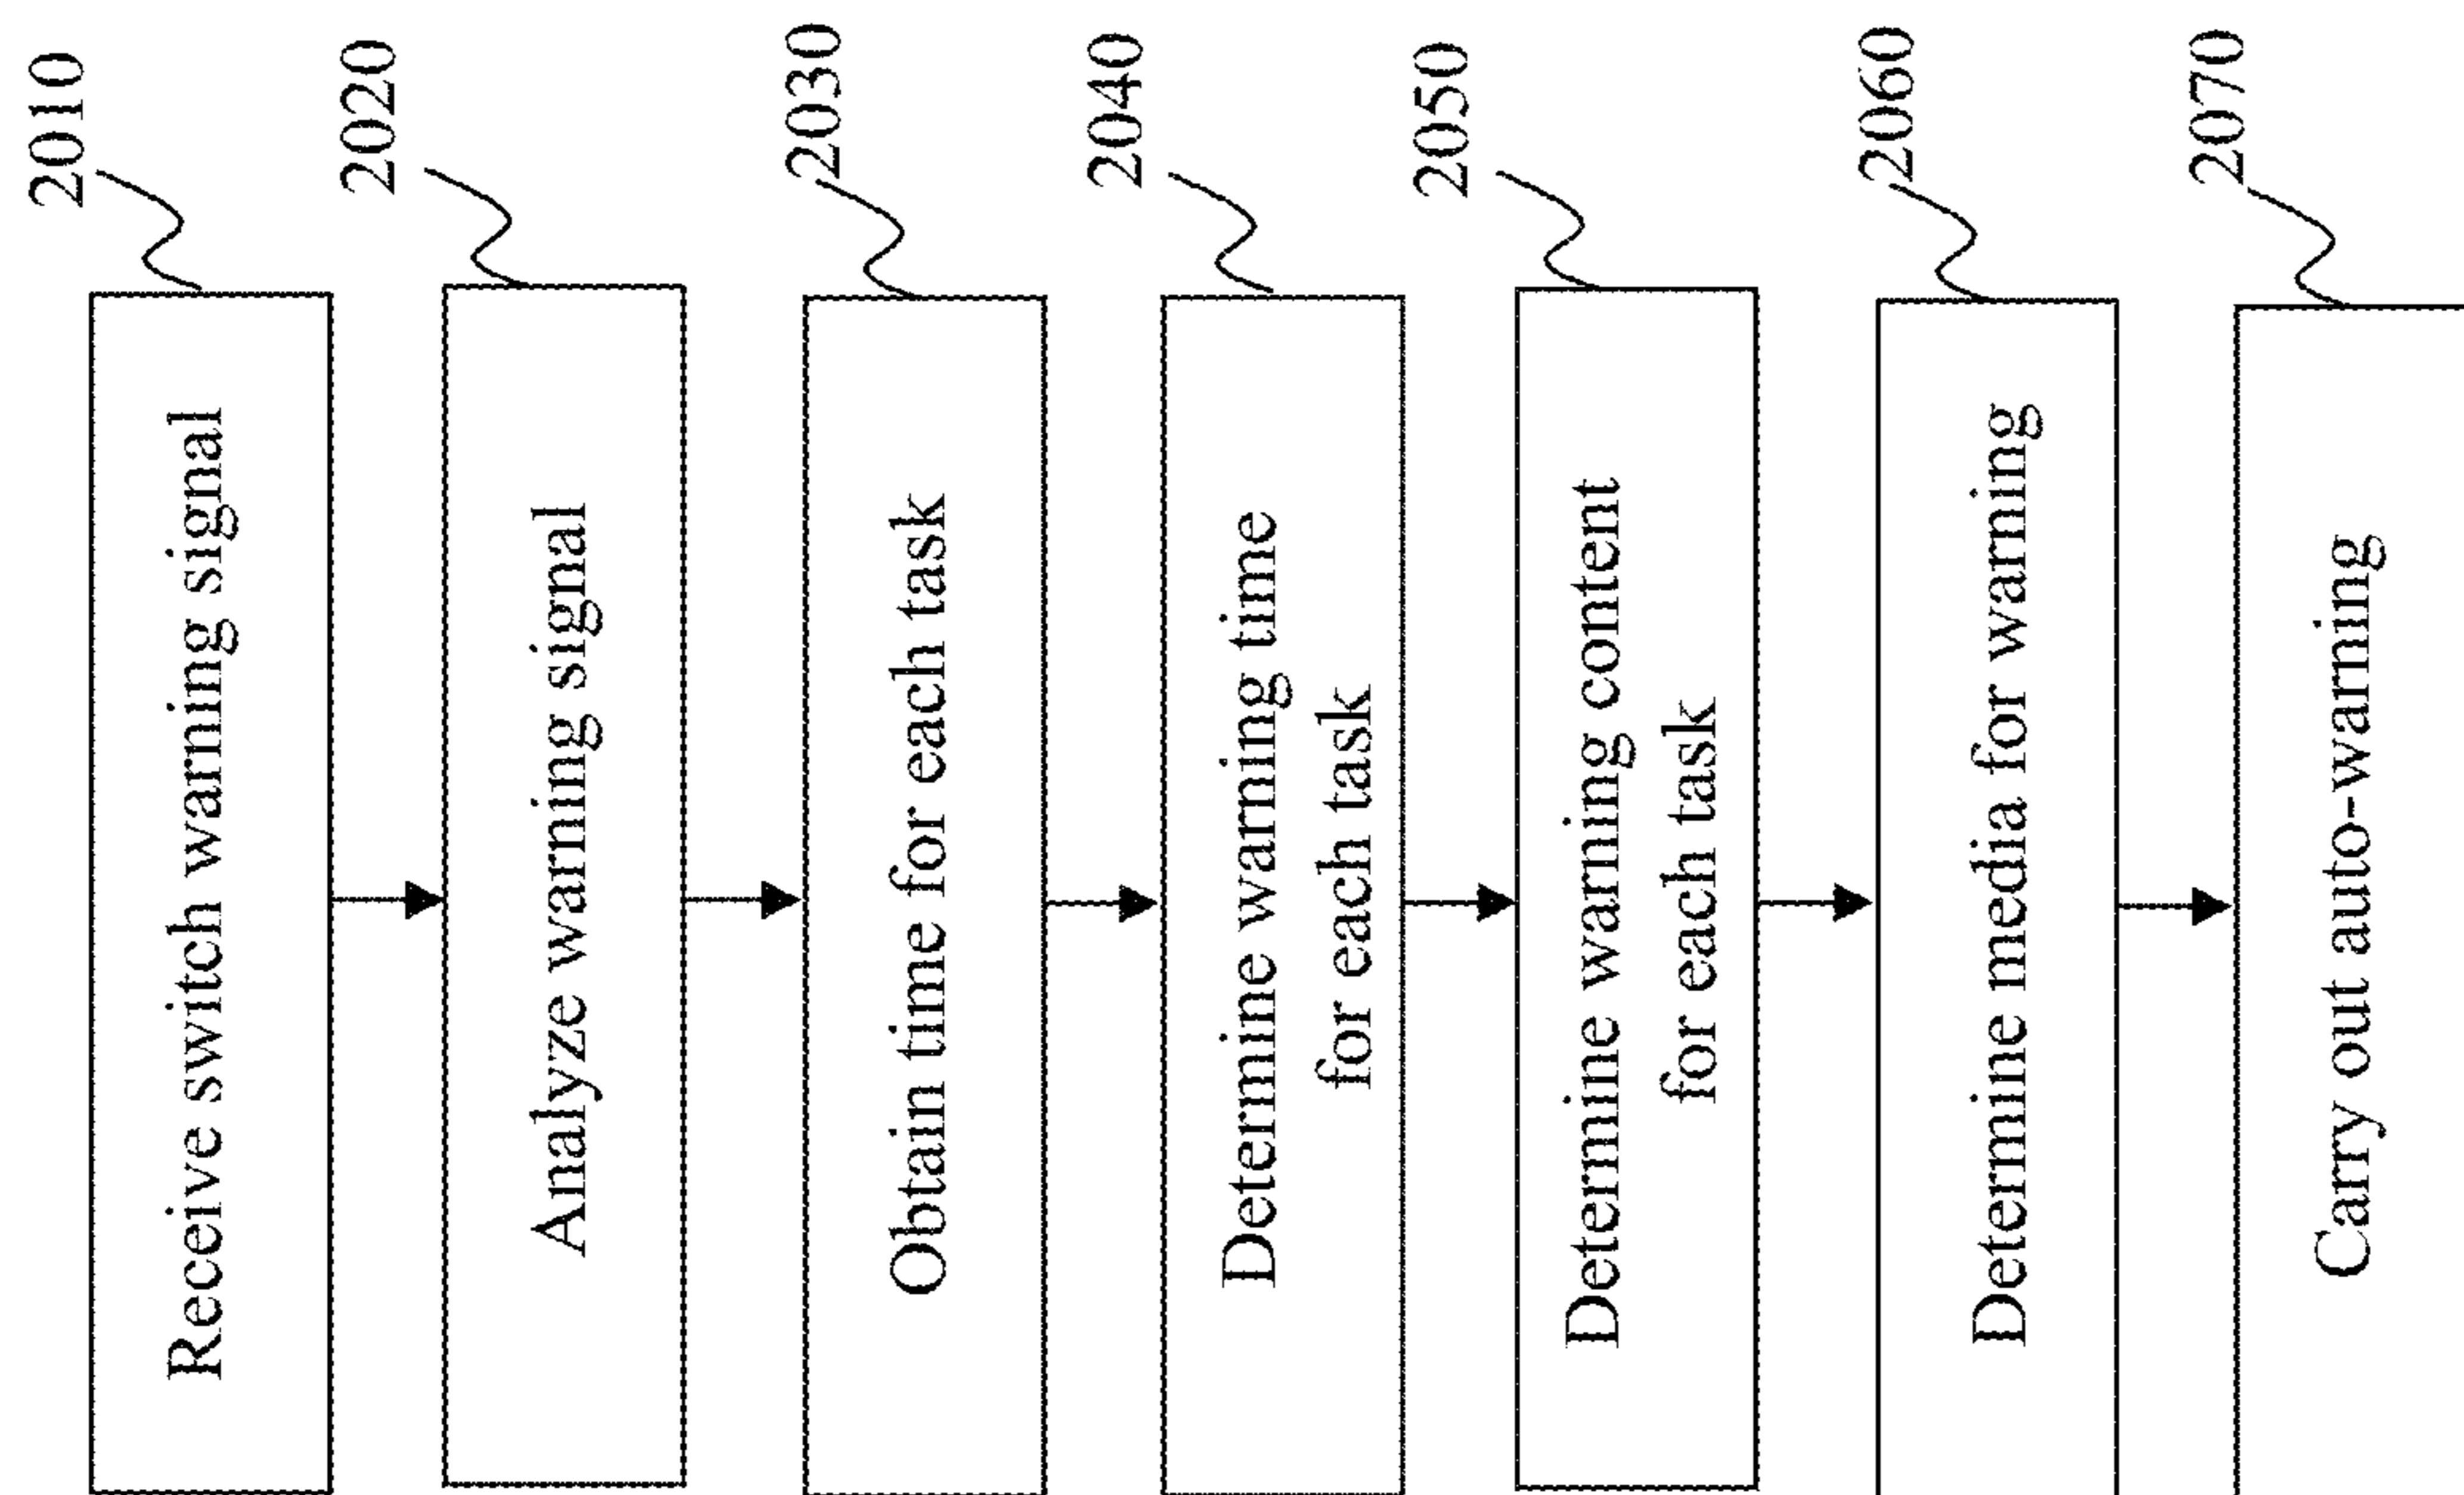 2010
Receive switch warning signal
2020
Analyze warning signal
2030
Obtain time for each task
2040
Determine warning time
for each task
2050
Determine warning content
for each task
2060
Determine media for warning
2070
Carry out auto-warning